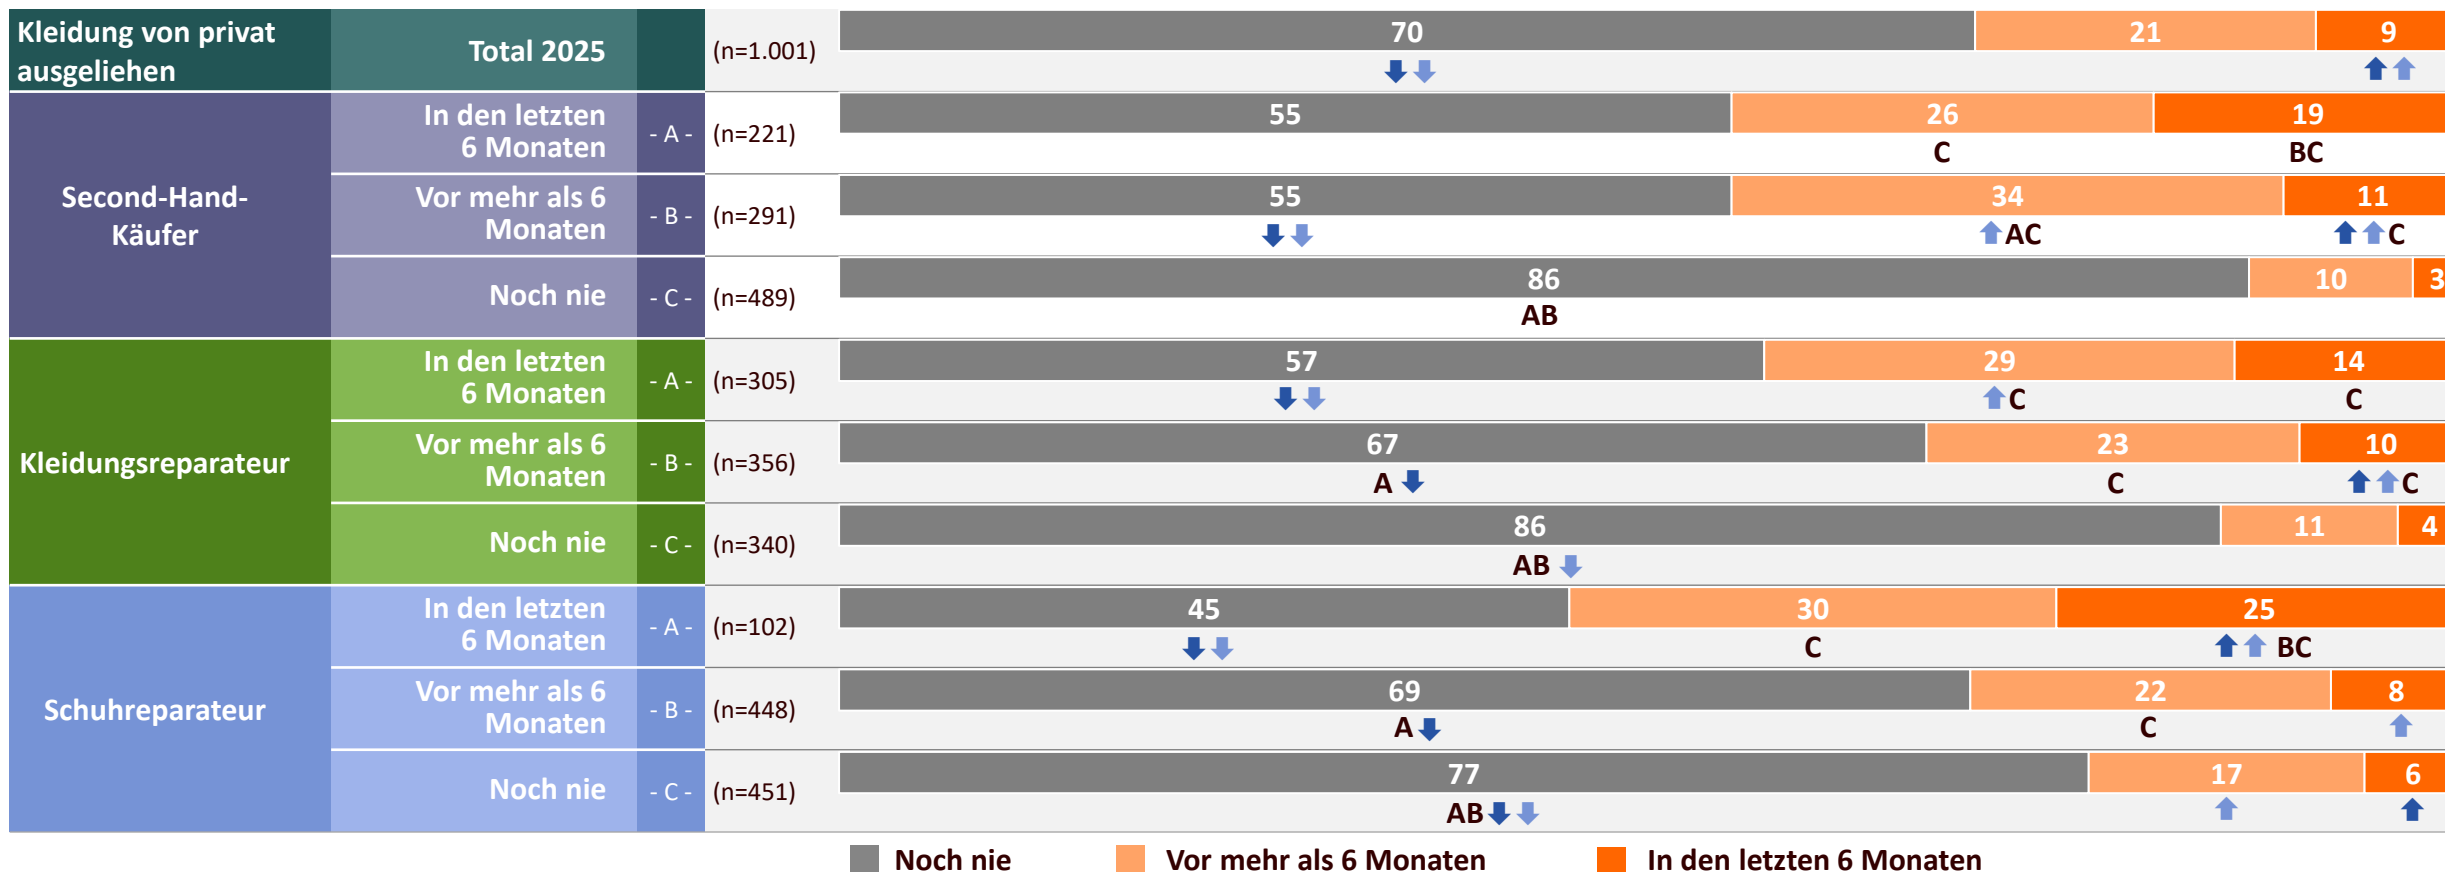 Kleidung von privat
ausgeliehen
Total 2025
(n=1.001)
70
21
9
Second-Hand-
Käufer
In den letzten
6 Monaten
- A -
(n=221)
55
26
19
C
BC
Vor mehr als 6
Monaten
- B -
(n=291)
55
34
11
AC
C
Noch nie
- C -
(n=489)
86
10
3
AB
Kleidungsreparateur
In den letzten
6 Monaten
- A -
(n=305)
57
29
14
C
C
Vor mehr als 6
Monaten
- B -
(n=356)
67
23
10
A
C
C
Noch nie
- C -
(n=340)
86
11
4
AB
Schuhreparateur
In den letzten
6 Monaten
- A -
(n=102)
45
30
25
C
BC
Vor mehr als 6
Monaten
- B -
(n=448)
69
22
8
A
C
Noch nie
- C -
(n=451)
77
17
6
AB
Noch nie
Vor mehr als 6 Monaten
In den letzten 6 Monaten